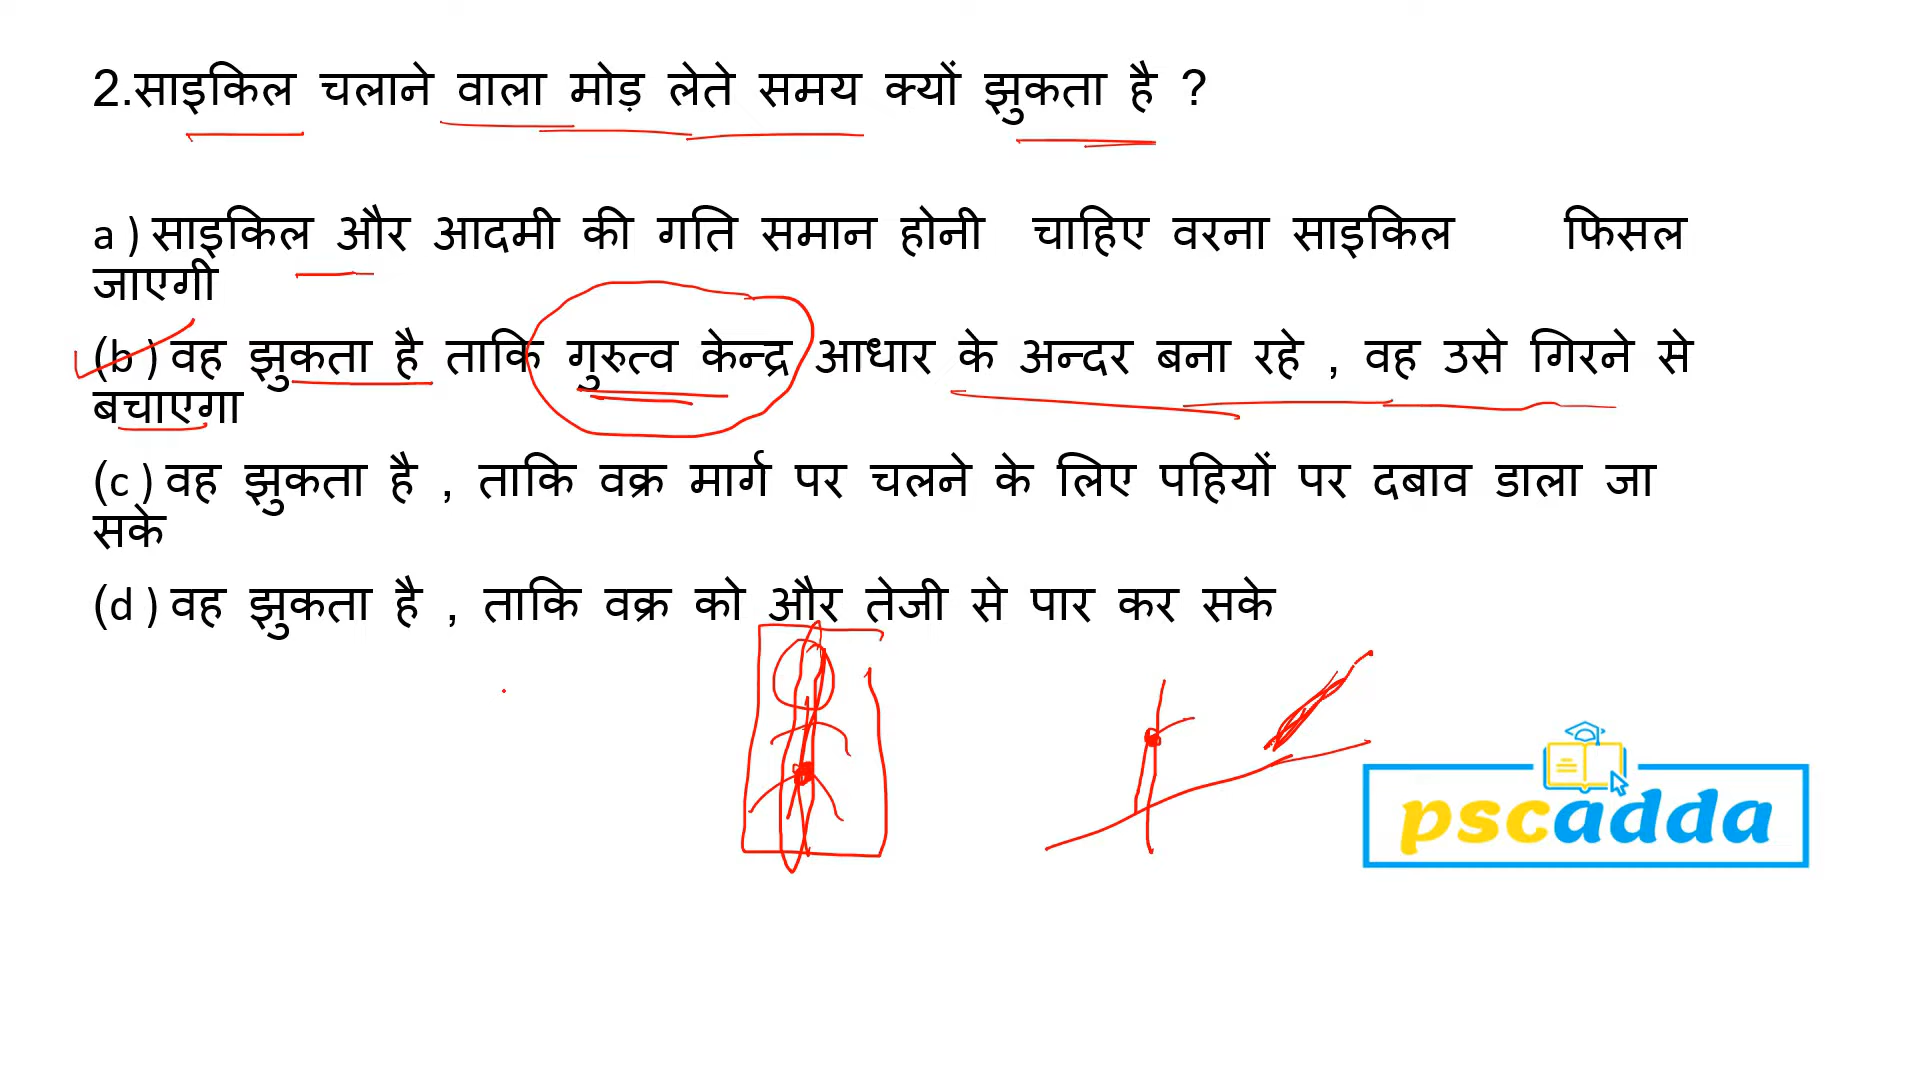 2.साइकिल चलाने वाला मोड़ लेते समय क्यों झुकता है ?
a ) साइकिल और आदमी की गति समान होनी चाहिए वरना साइकिल फिसल
जाएगी
(b ) वह झुकता है ताकि गुरुत्व केन्द्र आधार के अन्दर बना रहे , वह उसे गिरने से
बचाएगा
(c ) वह झुकता है , ताकि वक्र मार्ग पर चलने के लिए पहियों पर दबाव डाला जा
सके
(d ) वह झुकता है , ताकि वक्र को और तेजी से पार कर सके
pscadda